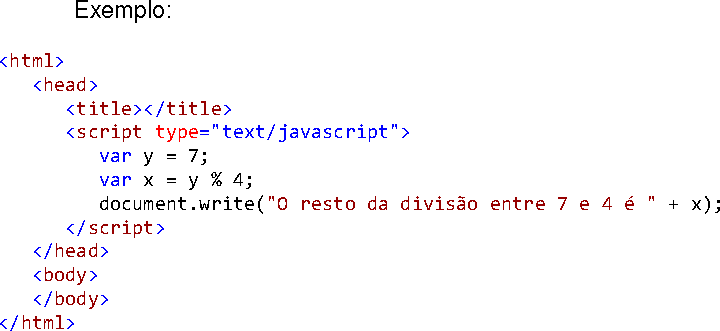 Exemplo:
<html>
<head>
<title></title>
<script type="text/javascript">
var y = 7;
var x = y % 4;
document.write("O resto da divisão entre 7 e 4 é " + x);
</script>
</head>
<body>
</body>
</html>